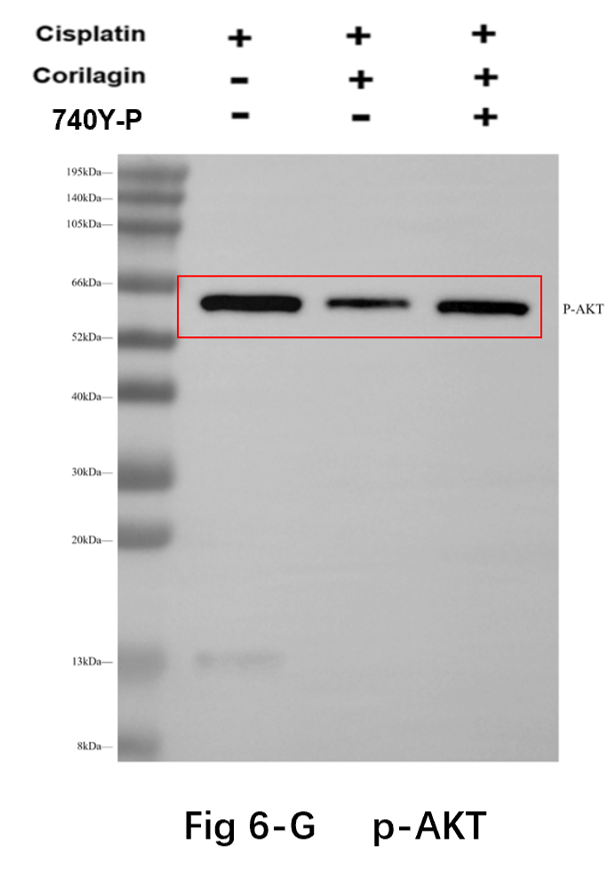 Cisplatin + + +
Corilagin - + +
740Y-P - - +
195kDa
140kDa
105kDa
66kDa
P-AKT
52kDa
40kDa
30kDa
20kDa
13kDa
8kDa
Fig 6-G p-AKT